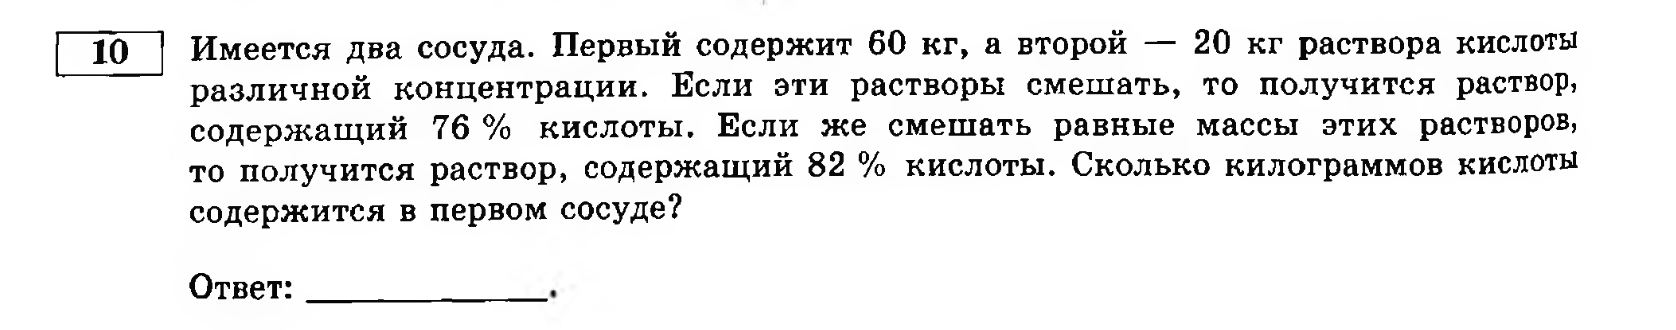 10
Имеется два сосуда. Первый содержит 60 кг, а второй — 20 кг раствора кислоты
различной концентрации. Если эти растворы смешать, то получится раствор,
содержащий 76 % кислоты. Если же смешать равные массы этих растворов,
то получится раствор, содержащий 82 % кислоты. Сколько килограммов кислоты
содержится в первом сосуде?
Ответ: ____________.